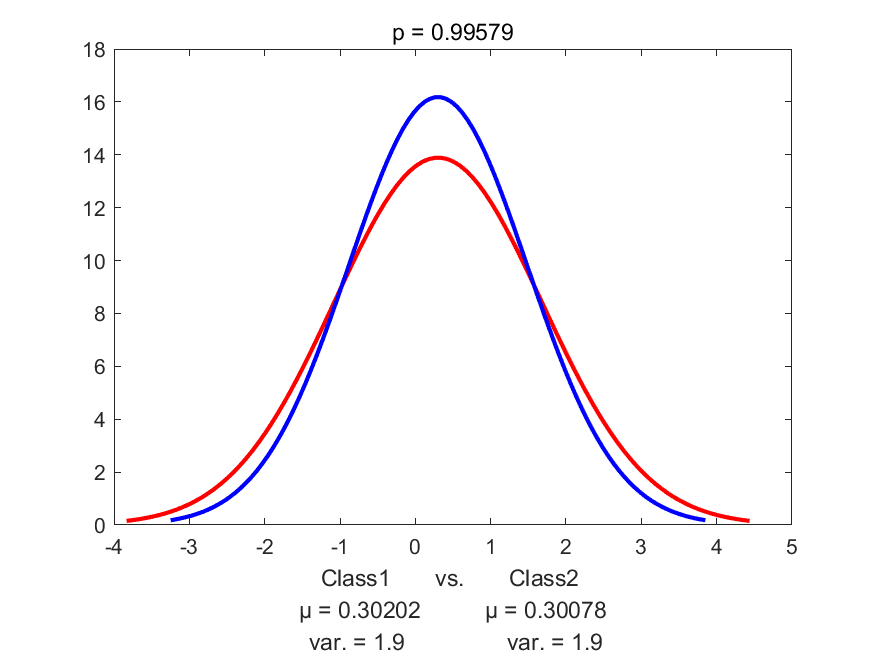 p = 0.99579
18
16
14
12
10
8
6
4
2
0
-4 -3 -2 -1 0 1 2 3 4 5
Class1 vs. Class2
μ = 0.30202 μ = 0.30078
var. = 1.9 var. = 1.9